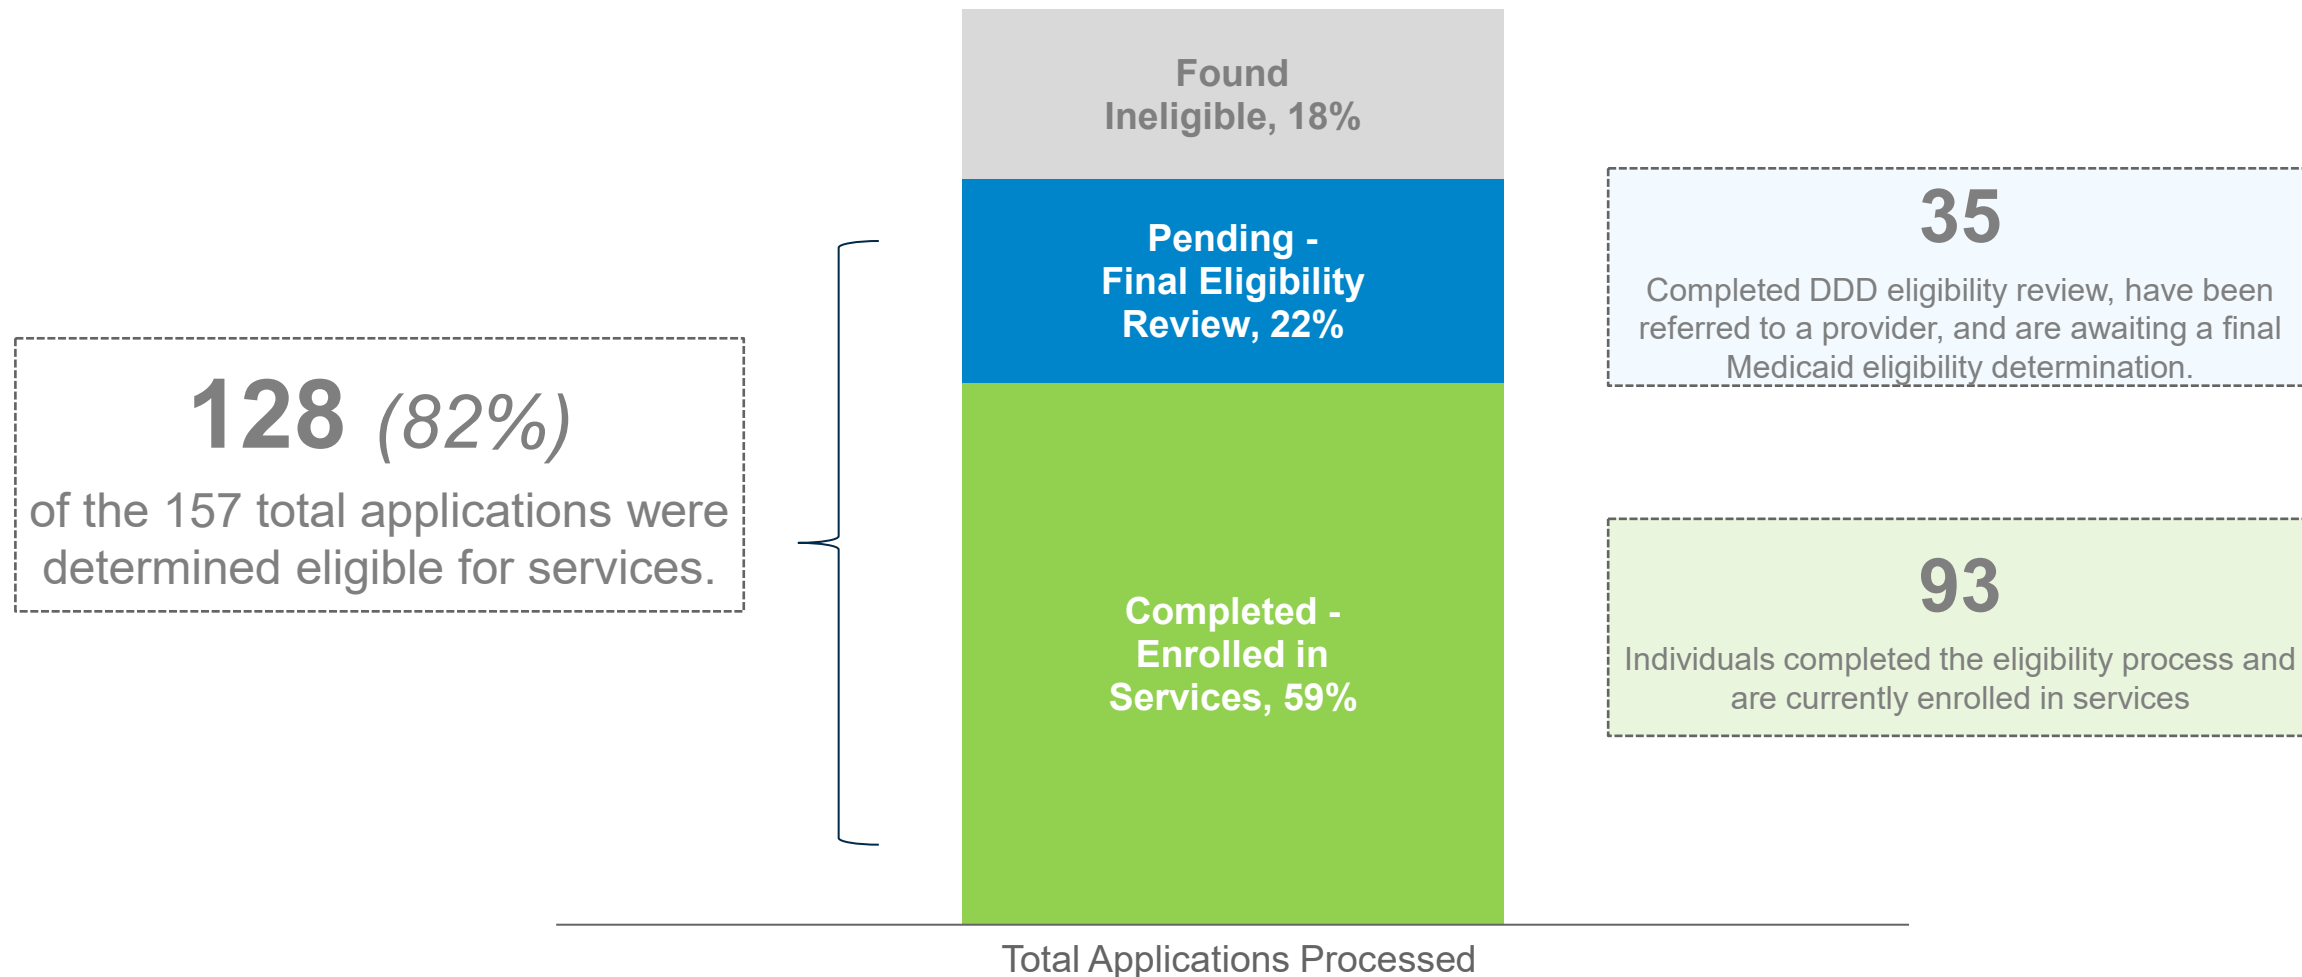 128 (82%)
of the 157 total applications were
determined eligible for services.
Found
Ineligible, 18%
Pending -
Final Eligibility
Review, 22%
Completed -
Enrolled in
Services, 59%
Total Applications Processed
35
Completed DDD eligibility review, have been
referred to a provider, and are awaiting a final
Medicaid eligibility determination.
93
Individuals completed the eligibility process and
are currently enrolled in services